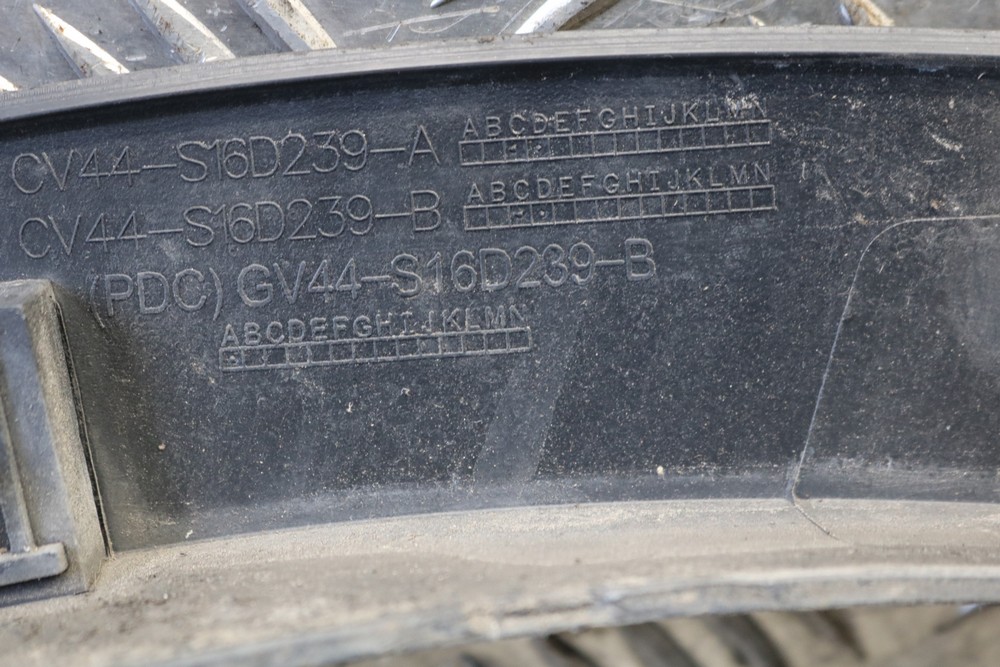 CV44-S16D239-A ABCDEFGHIJKLMN
CV44-S16D239-B ABCDEFGHIJKLMN
(PDC) GV44-S16D239-B
ABCDEFGHIJKLMN